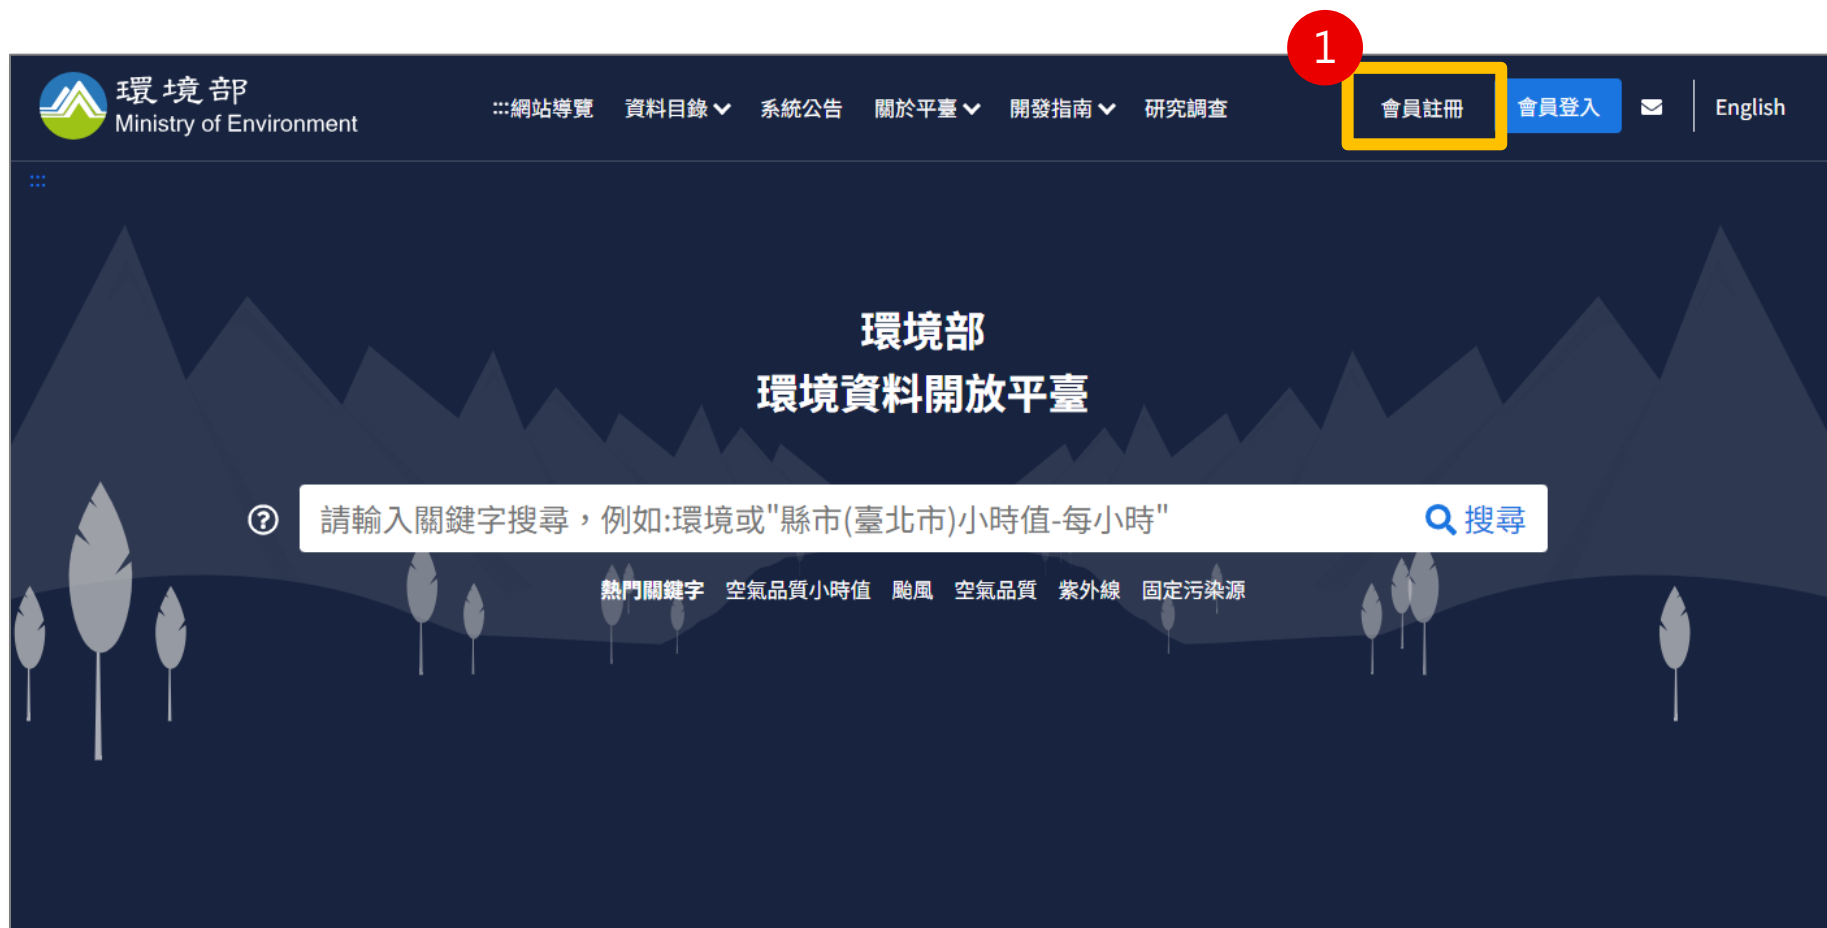 1
環境部
Ministry of Environment
:::網站導覽 資料目錄 系統公告 關於平臺 開發指南 研究調查 會員註冊 會員登入 English
:::
環境部
環境資料開放平臺
請輸入關鍵字搜尋，例如:環境或"縣市(臺北市)小時值-每小時" 搜尋
熱門關鍵字 空氣品質小時值 颱風 空氣品質 紫外線 固定污染源